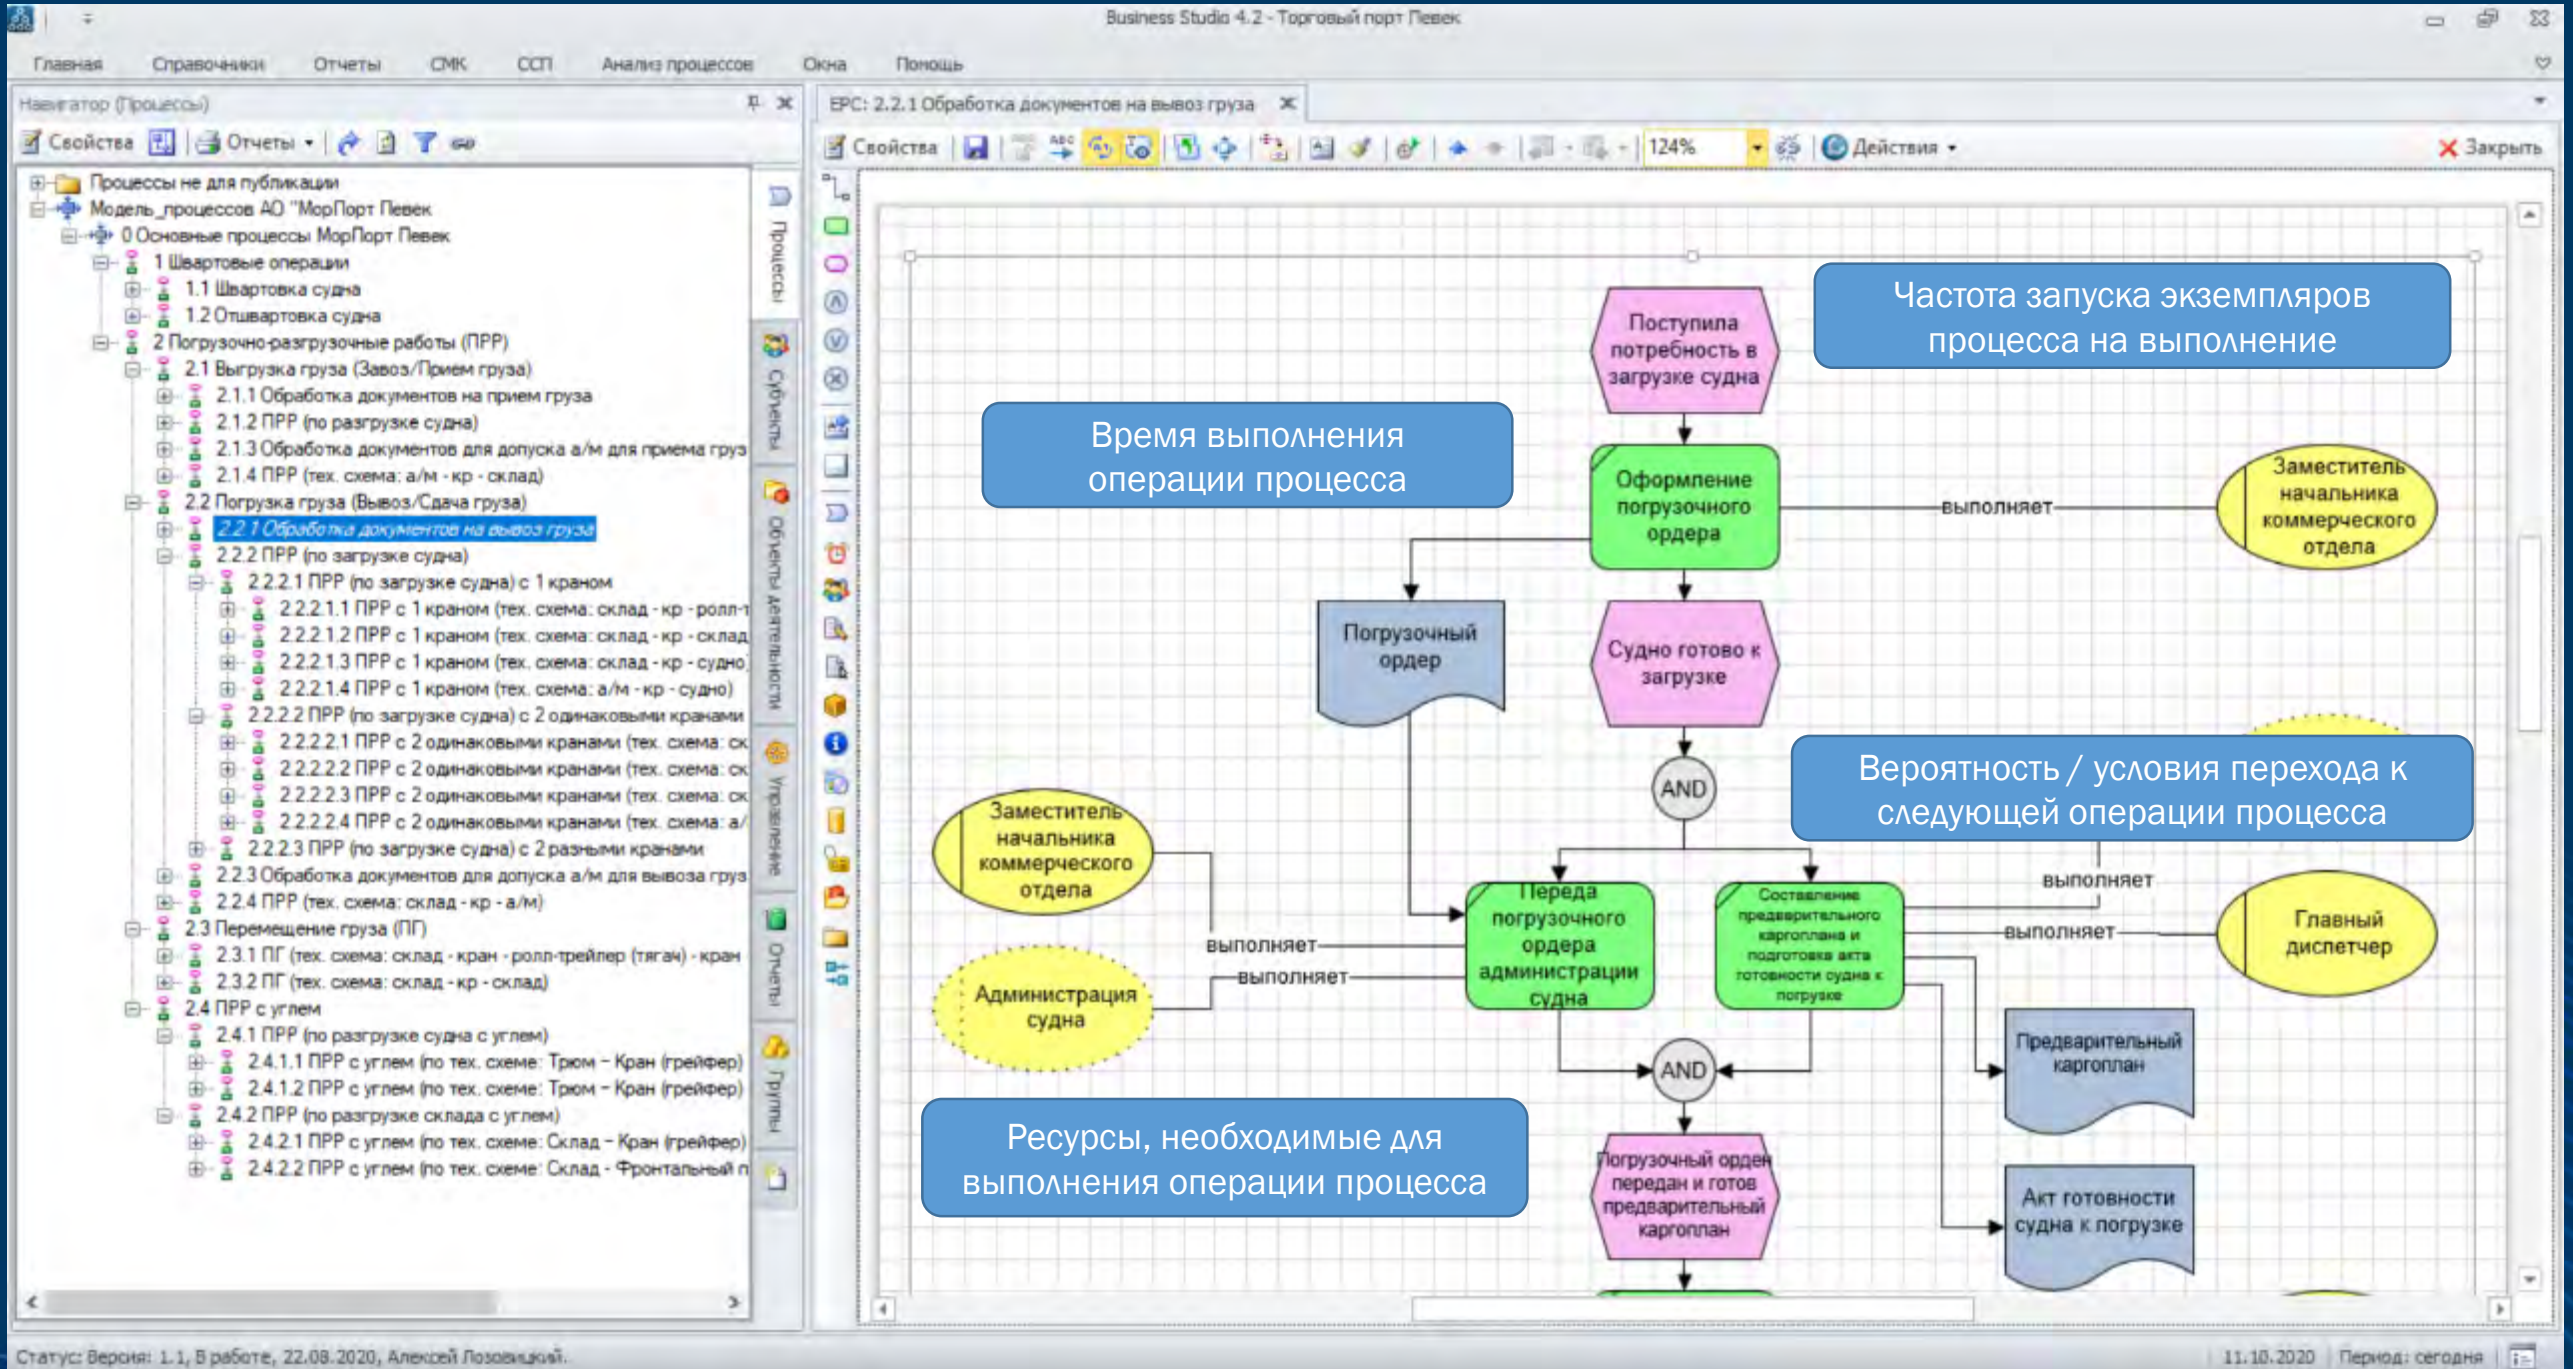 Business Studio 4.2 - Торговый порт Певек
Главная Справочники Отчеты СМК ССП Анализ процессов Окна Помощь
Навигатор (Процессы)
Свойства Отчеты
Процессы не для публикации
Модель_процессов АО "МорПорт Певек
0 Основные процессы МорПорт Певек
1 Швартовые операции
1.1 Швартовка судна
1.2 Отшвартовка судна
2 Погрузочно-разгрузочные работы (ПРР)
2.1 Выгрузка груза (Завоз/Прием груза)
2.1.1 Обработка документов на прием груза
2.1.2 ПРР (по разгрузке судна)
2.1.3 Обработка документов для допуска а/м для приема груз
2.1.4 ПРР (тех. схема: а/м - кр - склад)
2.2 Погрузка груза (Вывоз/Сдача груза)
2.2.1 Обработка документов на вывоз груза
2.2.2 ПРР (по загрузке судна)
2.2.2.1 ПРР (по загрузке судна) с 1 краном
2.2.2.1.1 ПРР с 1 краном (тех. схема: склад - кр - ролл-т
2.2.2.1.2 ПРР с 1 краном (тех. схема: склад - кр - склад
2.2.2.1.3 ПРР с 1 краном (тех. схема: склад - кр - судно)
2.2.2.1.4 ПРР с 1 краном (тех. схема: а/м - кр - судно)
2.2.2.2 ПРР (по загрузке судна) с 2 одинаковыми кранами
2.2.2.2.1 ПРР с 2 одинаковыми кранами (тех. схема: ск
2.2.2.2.2 ПРР с 2 одинаковыми кранами (тех. схема: ск
2.2.2.2.3 ПРР с 2 одинаковыми кранами (тех. схема: ск
2.2.2.2.4 ПРР с 2 одинаковыми кранами (тех. схема: а/
2.2.2.3 ПРР (по загрузке судна) с 2 разными кранами
2.2.3 Обработка документов для допуска а/м для вывоза груз
2.2.4 ПРР (тех. схема: склад - кр - а/м)
2.3 Перемещение груза (ПГ)
2.3.1 ПГ (тех. схема: склад - кран - ролл-трейлер (тягач) - кран
2.3.2 ПГ (тех. схема: склад - кр - склад)
2.4 ПРР с углем
2.4.1 ПРР (по разгрузке судна с углем)
2.4.1.1 ПРР с углем (по тех. схеме: Трюм – Кран (грейфер)
2.4.1.2 ПРР с углем (по тех. схеме: Трюм – Кран (грейфер)
2.4.2 ПРР (по разгрузке склада с углем)
2.4.2.1 ПРР с углем (по тех. схеме: Склад – Кран (грейфер)
2.4.2.2 ПРР с углем (по тех. схеме: Склад - Фронтальный п
Процессы
Субъекты
Объекты деятельности
Управление
Отчеты
Группы
EPC: 2.2.1 Обработка документов на вывоз груза
Свойства ABC 124% Действия Закрыть
Поступила
потребность в
загрузке судна
Частота запуска экземпляров
процесса на выполнение
Время выполнения
операции процесса
Оформление
погрузочного
ордера
выполняет
Заместитель
начальника
коммерческого
отдела
Погрузочный
ордер
Судно готово к
загрузке
AND
Вероятность / условия перехода к
следующей операции процесса
Заместитель
начальника
коммерческого
отдела
выполняет
Переда
погрузочного
ордера
администрации
судна
Составление
предварительного
каргоплана и
подготовка акта
готовности судна к
погрузке
выполняет
выполняет
Главный
диспетчер
Администрация
судна
выполняет
AND
Предварительный
каргоплан
Ресурсы, необходимые для
выполнения операции процесса
Погрузочный орден
передан и готов
предварительный
каргоплан
Акт готовности
судна к погрузке
Статус: Версия: 1.1, В работе, 22.08.2020, Алексей Лозовицкий.
11.10.2020 Период: сегодня